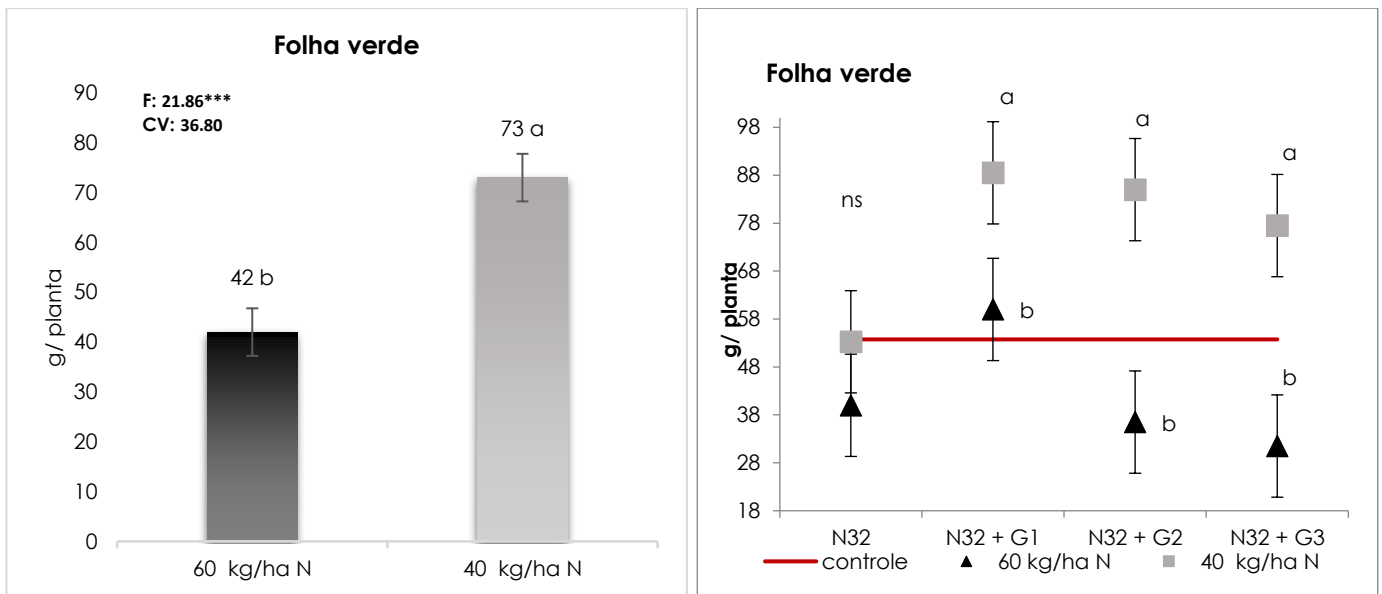 Folha verde
F: 21.86***
CV: 36.80
90
80
70
60
50
40
30
20
10
0
g/ planta
42 b
73 a
60 kg/ha N
40 kg/ha N
Folha verde
98
88
78
68
58
48
38
28
18
g/ planta
ns
a
a
a
b
b
b
N32
N32 + G1
N32 + G2
N32 + G3
controle
60 kg/ha N
40 kg/ha N